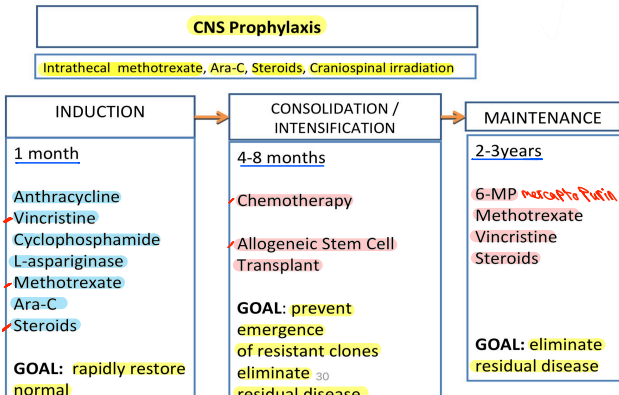 CNS Prophylaxis
Intrathecal methotrexate, Ara-C, Steroids, Craniospinal irradiation
INDUCTION
1 month
Anthracycline
Vincristine
Cyclophosphamide
L-aspariginase
Methotrexate
Ara-C
Steroids
GOAL: rapidly restore
normal
CONSOLIDATION /
INTENSIFICATION
4-8 months
Chemotherapy
Allogeneic Stem Cell
Transplant
GOAL: prevent
emergence
of resistant clones
eliminate
residual disease
30
MAINTENANCE
2-3years
6-MP mercapto Purin
Methotrexate
Vincristine
Steroids
GOAL: eliminate
residual disease